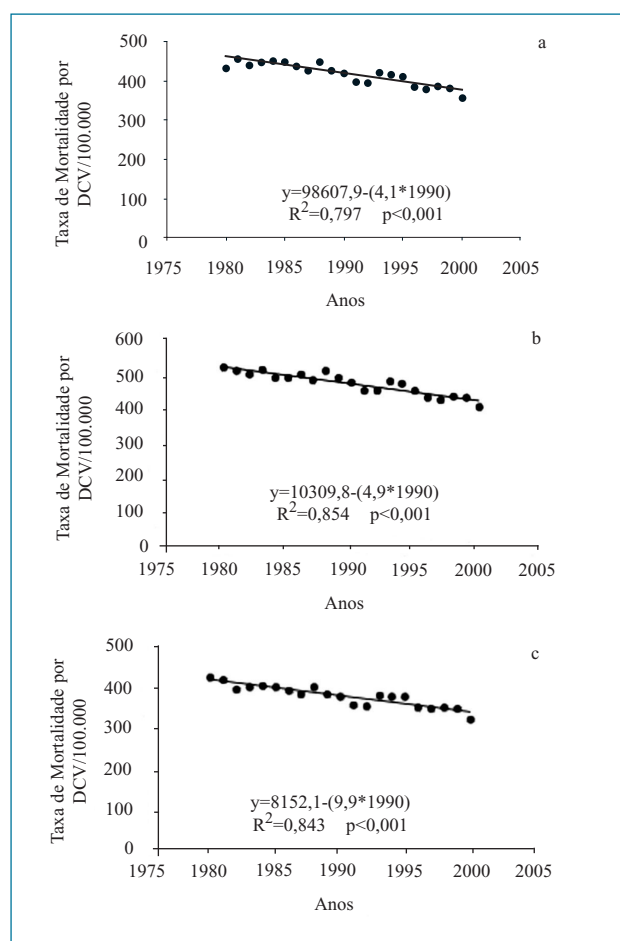 a
Taxa de Mortalidade por
DCV/100.000
500
400
300
200
100
0
y=98607,9-(4,1*1990)
R²=0,797 p<0,001
1975 1980 1985 1990 1995 2000 2005
Anos
b
Taxa de Mortalidade por
DCV/100.000
600
500
400
300
200
100
0
y=10309,8-(4,9*1990)
R²=0,854 p<0,001
1975 1980 1985 1990 1995 2000 2005
Anos
c
Taxa de Mortalidade por
DCV/100.000
500
400
300
200
100
0
y=8152,1-(9,9*1990)
R²=0,843 p<0,001
1975 1980 1985 1990 1995 2000 2005
Anos